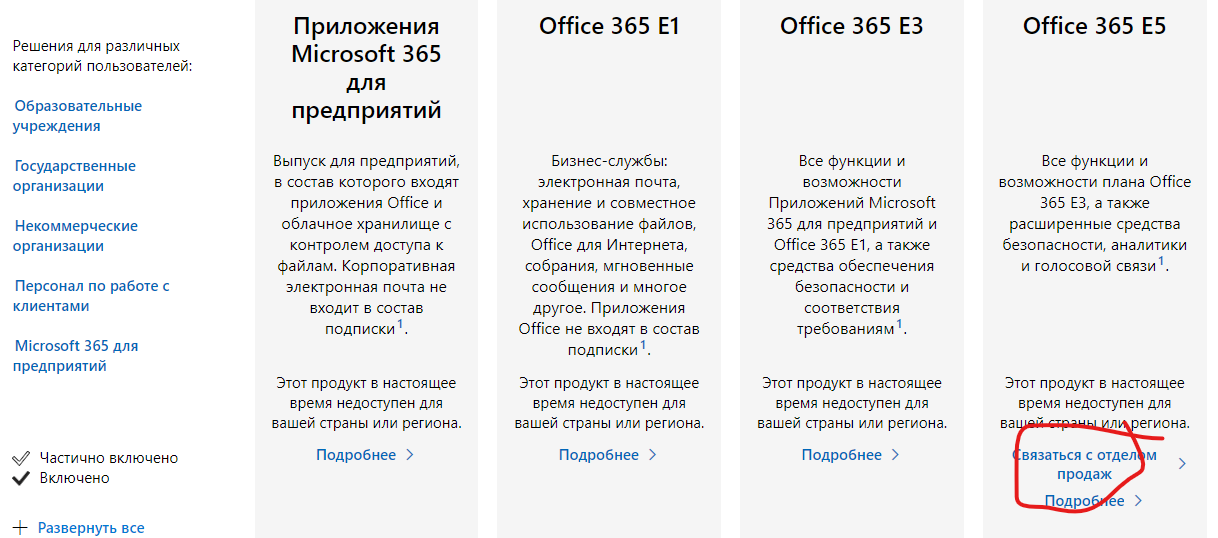 Решения для различных
категорий пользователей:
Образовательные
учреждения
Государственные
организации
Некоммерческие
организации
Персонал по работе с
клиентами
Microsoft 365 для
предприятий
Частично включено
Включено
Развернуть все
Приложения
Microsoft 365
для
предприятий
Выпуск для предприятий,
в состав которого входят
приложения Office и
облачное хранилище с
контролем доступа к
файлам. Корпоративная
электронная почта не
входит в состав
подписки1.
Этот продукт в настоящее
время недоступен для
вашей страны или региона.
Подробнее
Office 365 E1
Бизнес-службы:
электронная почта,
хранение и совместное
использование файлов,
Office для Интернета,
собрания, мгновенные
сообщения и многое
другое. Приложения
Office не входят в состав
подписки1.
Этот продукт в настоящее
время недоступен для
вашей страны или региона.
Подробнее
Office 365 E3
Все функции и
возможности
Приложений Microsoft
365 для предприятий и
Office 365 E1, а также
средства обеспечения
безопасности и
соответствия
требованиям1.
Этот продукт в настоящее
время недоступен для
вашей страны или региона.
Подробнее
Office 365 E5
Все функции и
возможности плана Office
365 E3, а также
расширенные средства
безопасности, аналитики
и голосовой связи1.
Этот продукт в настоящее
время недоступен для
вашей страны или региона.
Связаться с отделом
продаж
Подробнее